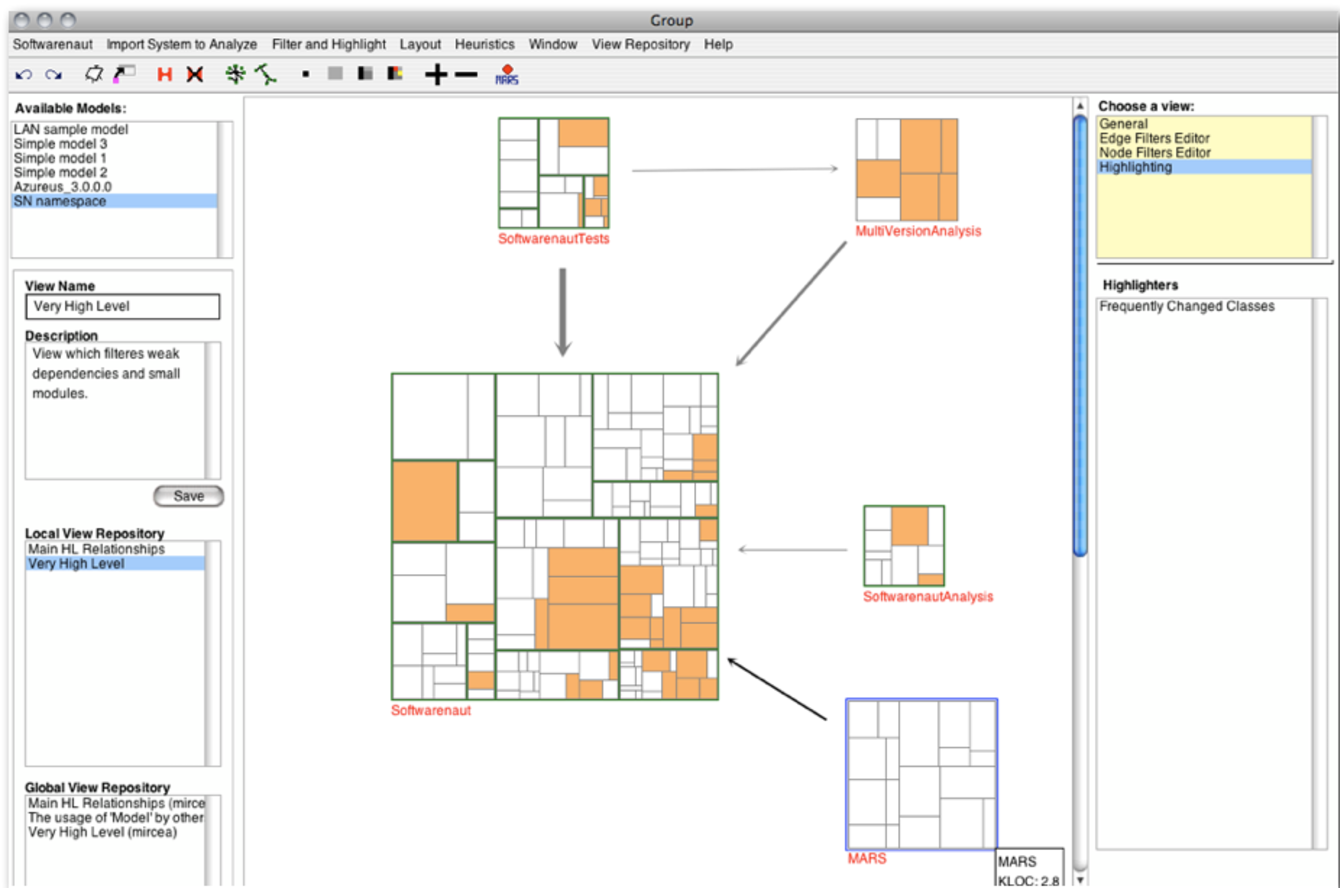 Group
Softwarenaut Import System to Analyze Filter and Highlight Layout Heuristics Window View Repository Help
H
MARS
Available Models:
LAN sample model
Simple model 3
Simple model 1
Simple model 2
Azureus_3.0.0.0
SN namespace
View Name
Very High Level
Description
View which filteres weak
dependencies and small
modules.
Save
Local View Repository
Main HL Relationships
Very High Level
Global View Repository
Main HL Relationships (mirce
The usage of 'Model' by other
Very High Level (mircea)
SoftwarenautTests
MultiVersionAnalysis
Softwarenaut
SoftwarenautAnalysis
MARS
MARS
KLOC: 2.8
Choose a view:
General
Edge Filters Editor
Node Filters Editor
Highlighting
Highlighters
Frequently Changed Classes